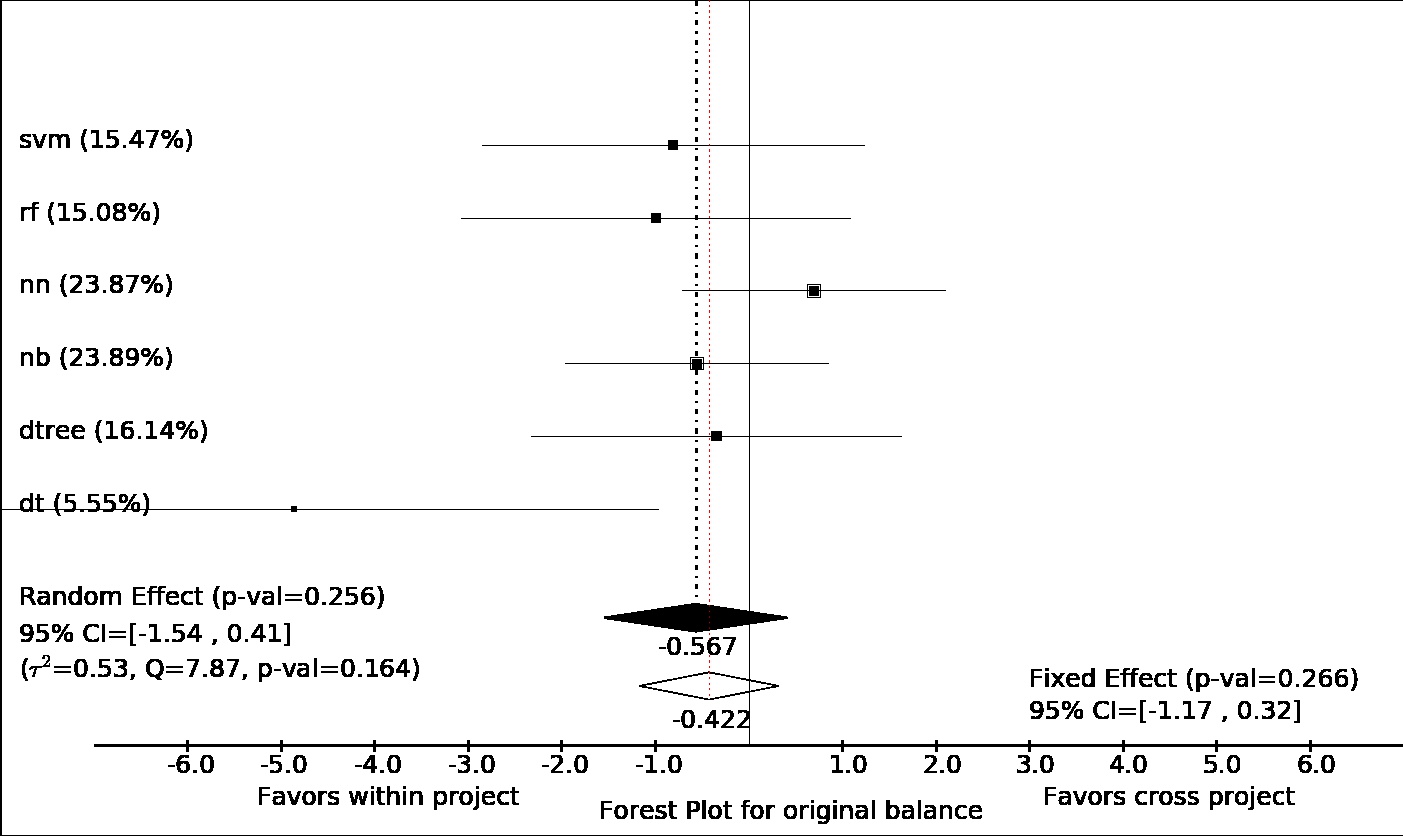 svm (15.47%)
rf (15.08%)
nn (23.87%)
nb (23.89%)
dtree (16.14%)
dt (5.55%)
Random Effect (p-val=0.256)
95% CI=[-1.54 , 0.41]
(τ²=0.53, Q=7.87, p-val=0.164)
-0.567
-0.422
Fixed Effect (p-val=0.266)
95% CI=[-1.17 , 0.32]
-6.0 -5.0 -4.0 -3.0 -2.0 -1.0 1.0 2.0 3.0 4.0 5.0 6.0
Favors within project
Forest Plot for original balance
Favors cross project